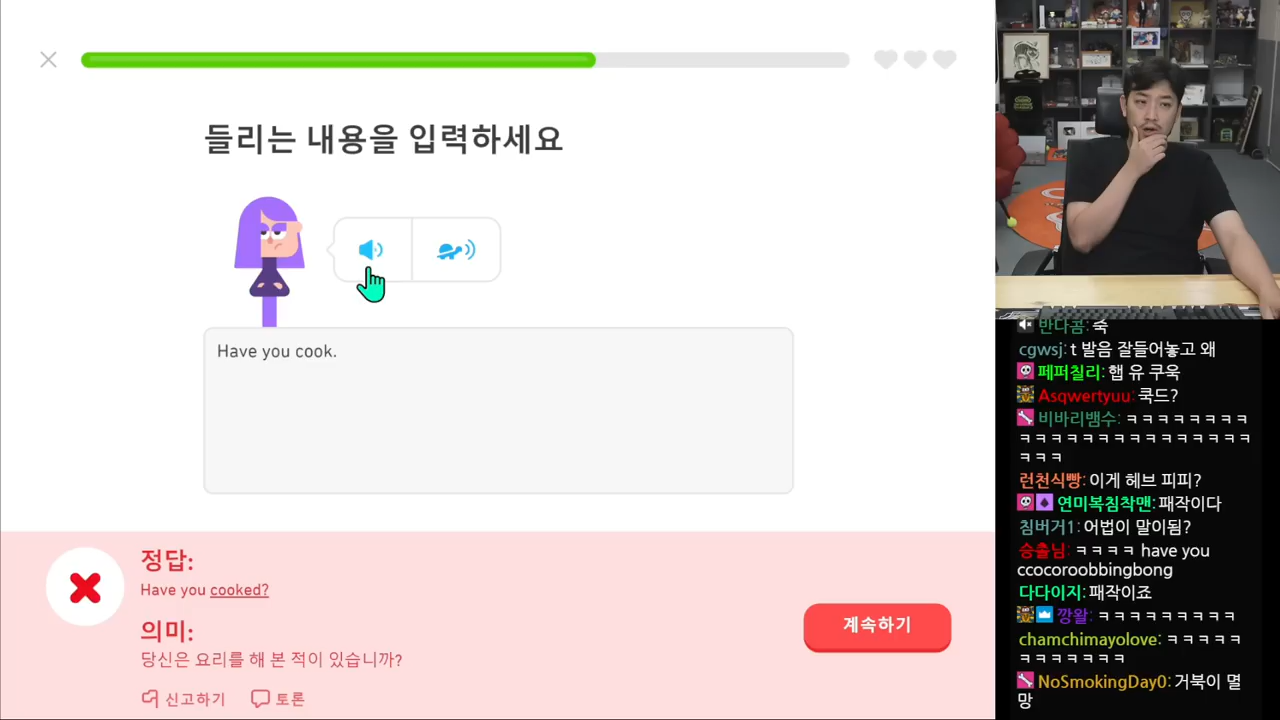 들리는 내용을 입력하세요
Have you cook.
정답:
Have you cooked?
의미:
당신은 요리를 해 본 적이 있습니까?
신고하기
토론
계속하기
반다곰: 쿡
cgwsj: t 발음 잘들어놓고 왜
페퍼칠리: 햅 유 쿠욱
Asqwertyuu: 쿡드?
비바리뱀수: ㅋㅋㅋㅋㅋㅋㅋㅋ
ㅋㅋㅋㅋㅋㅋㅋㅋㅋㅋㅋㅋㅋㅋㅋ
ㅋㅋㅋ
런천식빵: 이게 헤브 피피?
연미복침착맨: 패작이다
침버거1: 어법이 말이됨?
승출님: ㅋㅋㅋㅋ have you
ccocoroobbingbong
다다이지: 패작이죠
깡왈: ㅋㅋㅋㅋㅋㅋㅋㅋㅋ
chamchimayolove: ㅋㅋㅋㅋㅋ
ㅋㅋㅋㅋㅋㅋㅋ
NoSmokingDay0: 거북이 멸
망